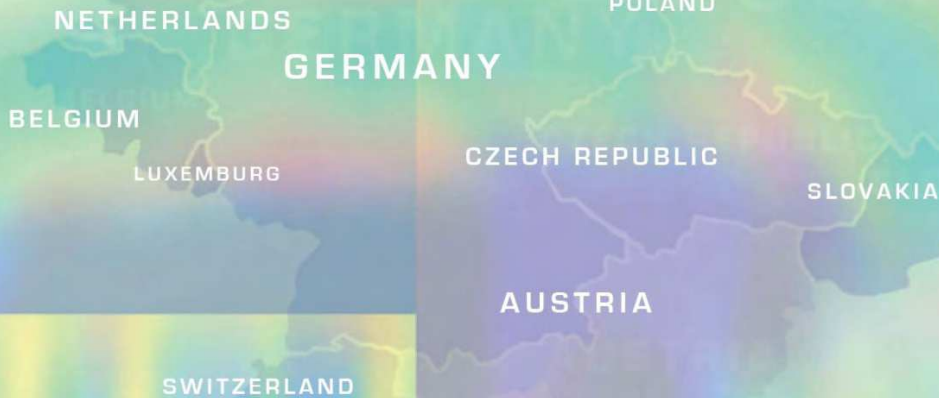 POLAND
NETHERLANDS
GERMANY
BELGIUM
CZECH REPUBLIC
LUXEMBURG
SLOVAKIA
AUSTRIA
SWITZERLAND